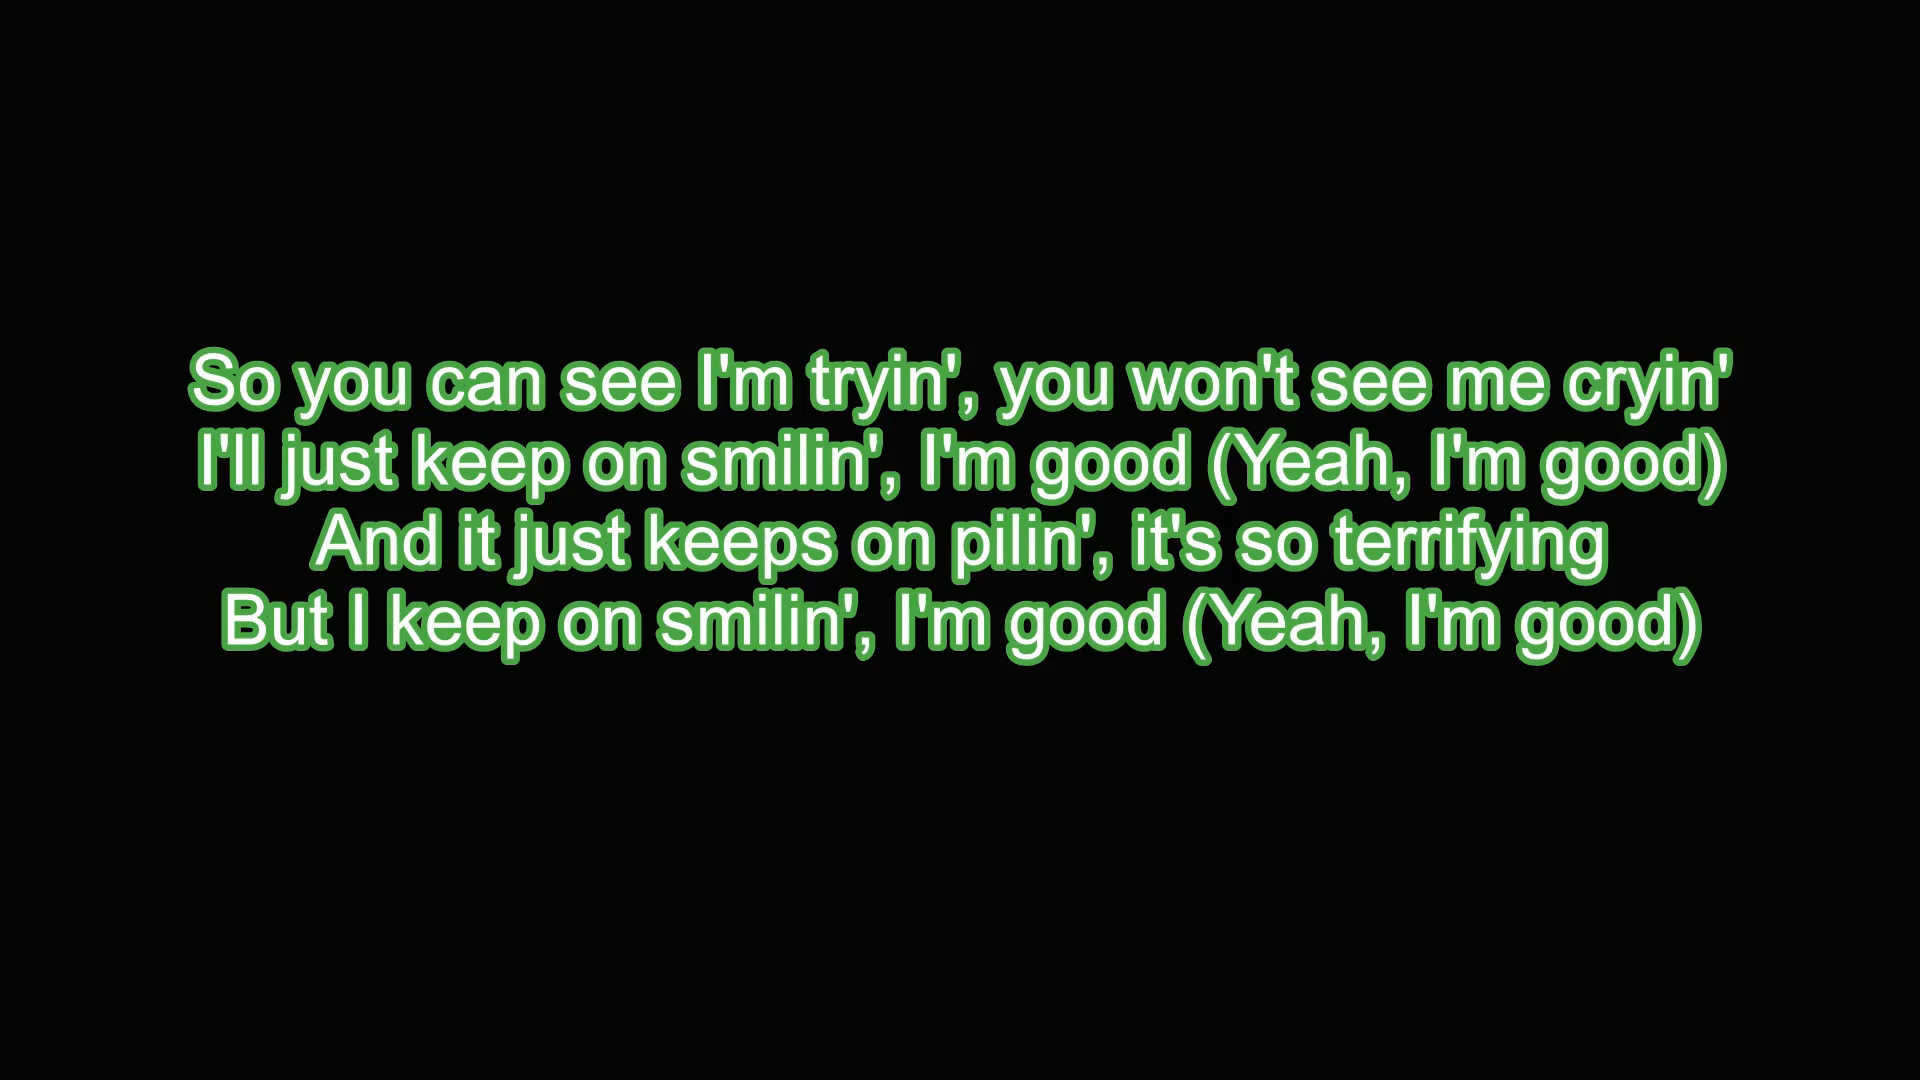 So you can see I'm tryin', you won't see me cryin'
I'll just keep on smilin', I'm good (Yeah, I'm good)
And it just keeps on pilin', it's so terrifying
But I keep on smilin', I'm good (Yeah, I'm good)